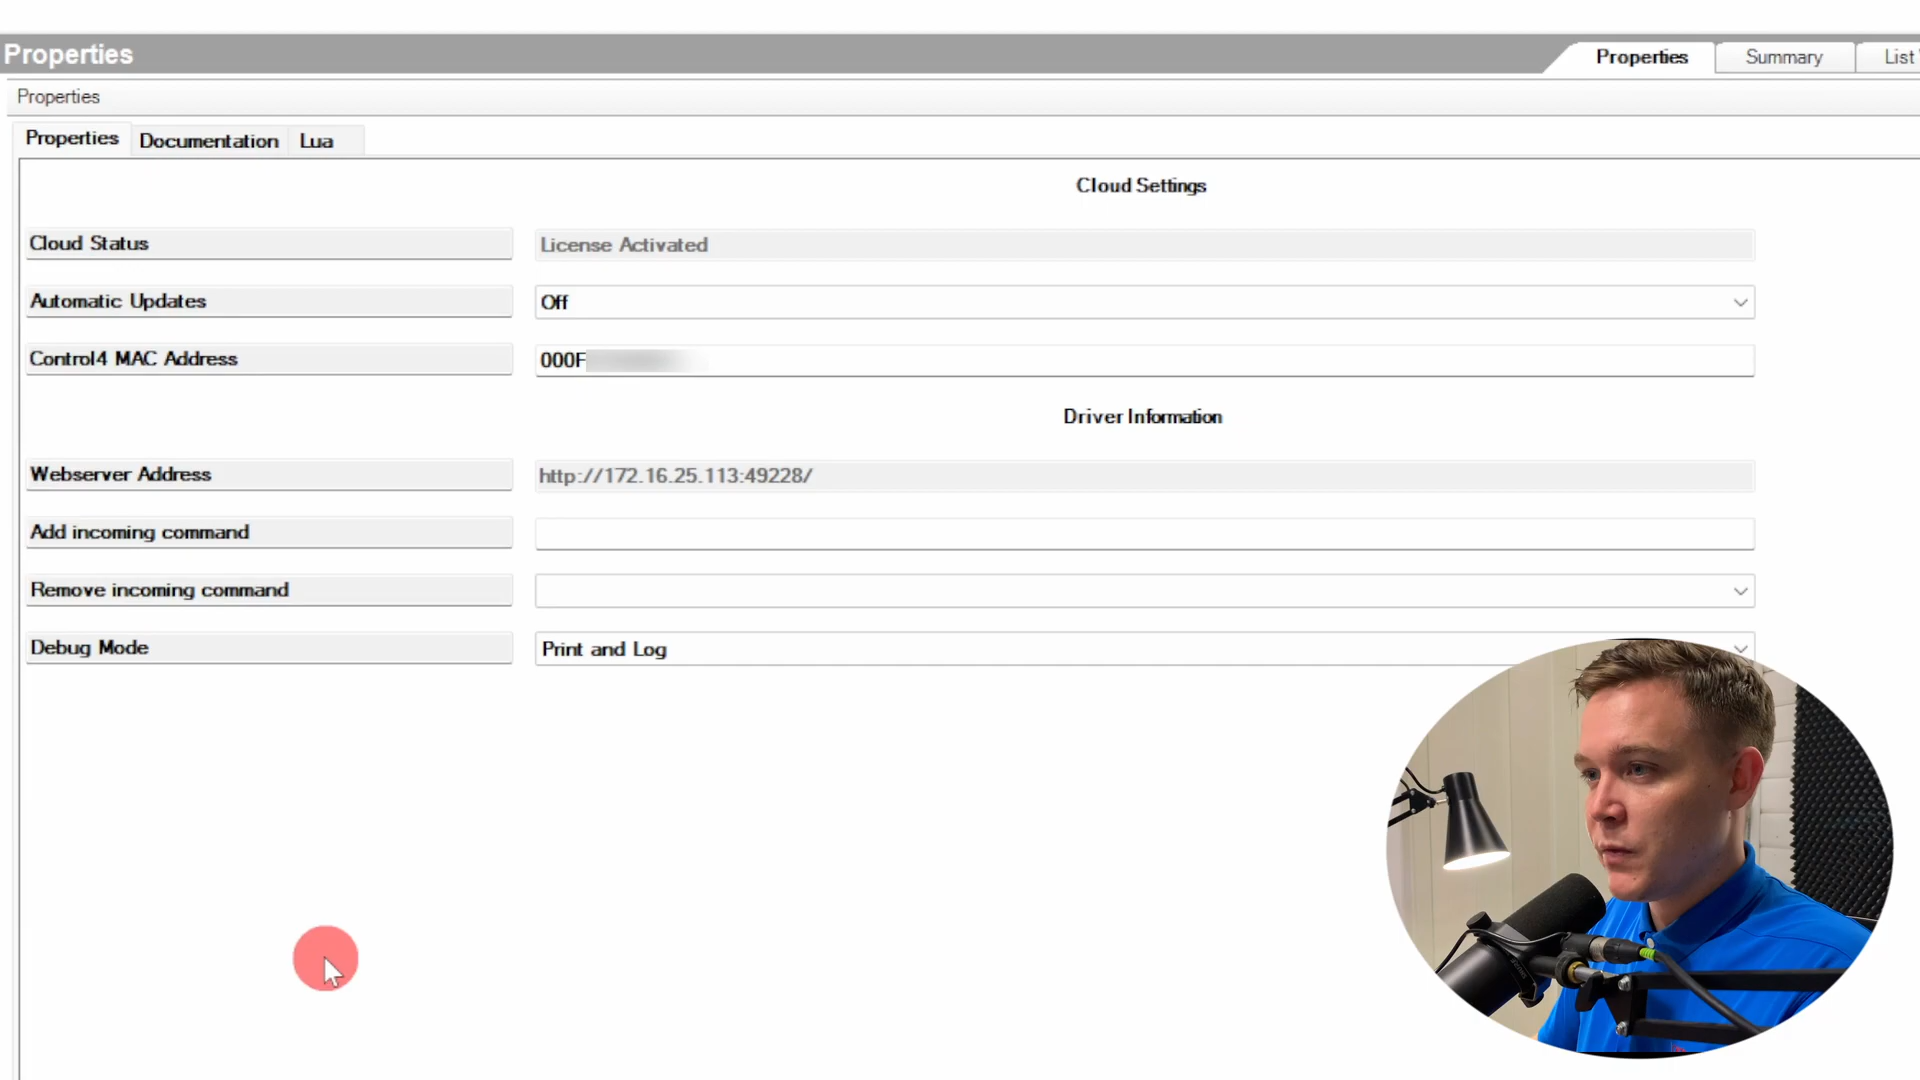 Properties
Properties Summary List
Properties
Properties Documentation Lua
Cloud Settings
Cloud Status License Activated
Automatic Updates Off
Control4 MAC Address 000F
Driver Information
Webserver Address http://172.16.25.113:49228/
Add incoming command
Remove incoming command
Debug Mode Print and Log